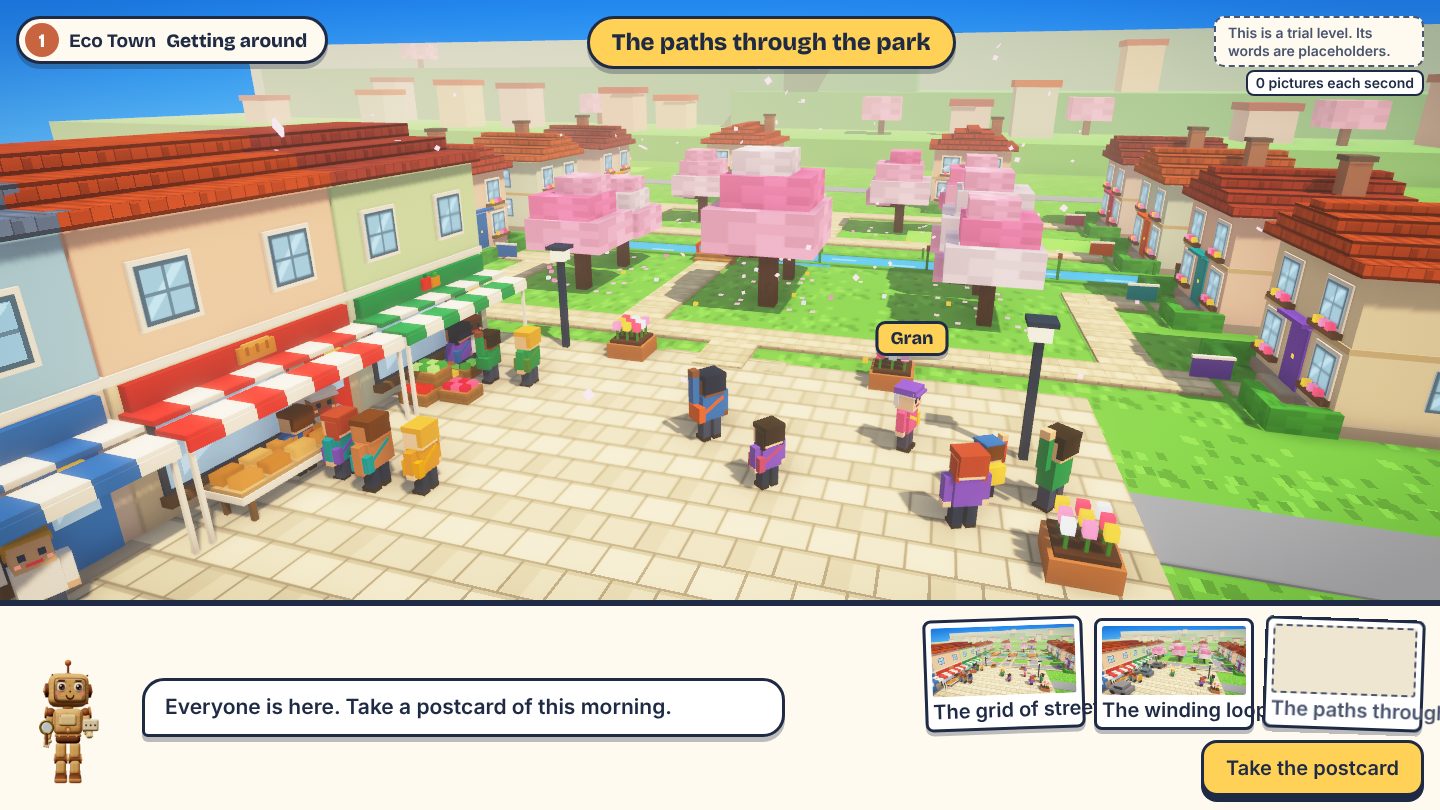 1 Eco Town Getting around
The paths through the park
This is a trial level. Its
words are placeholders.
0 pictures each second
Gran
Everyone is here. Take a postcard of this morning.
The grid of stree
The winding loop
The paths through
Take the postcard